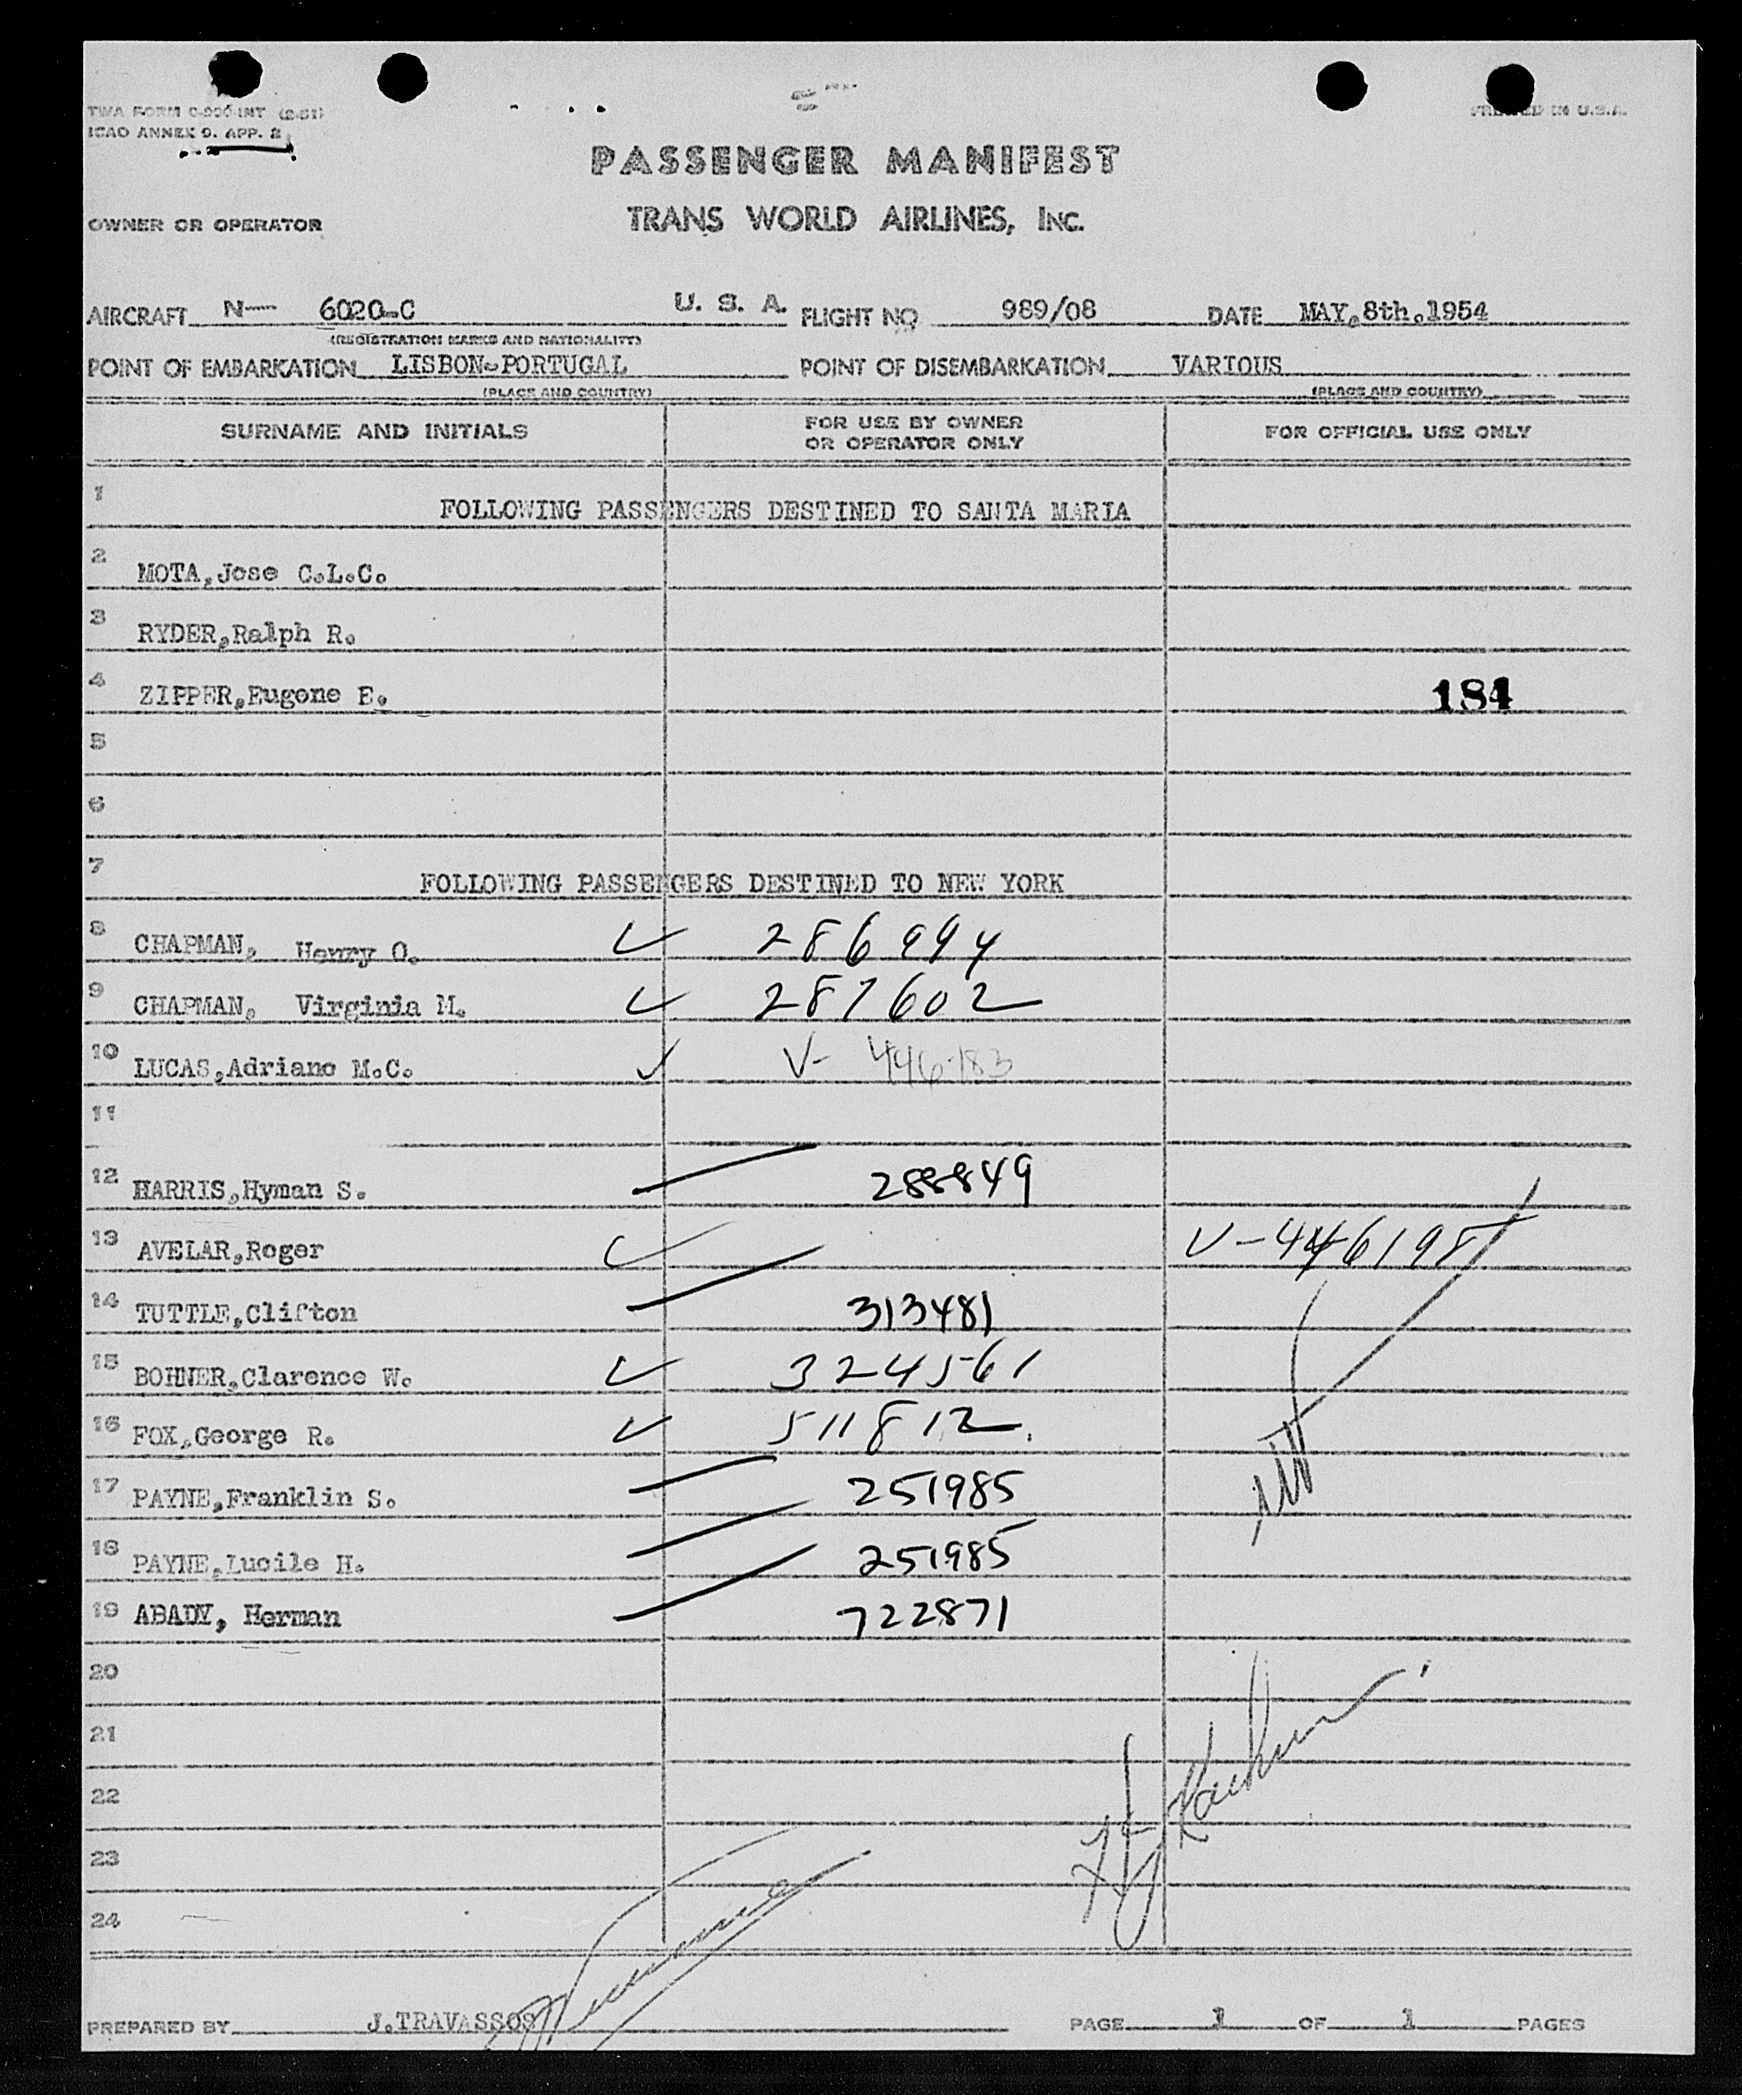 TWA FORM C-906-INT (2-51)
ICAO ANNEX 9. APP. 2
PRINTED IN U.S.A.
PASSENGER MANIFEST
OWNER OR OPERATOR TRANS WORLD AIRLINES, INC.
AIRCRAFT N— 6020-C U. S. A. FLIGHT NO 989/08 DATE MAY.8th.1954
(REGISTRATION MARKS AND NATIONALITY)
POINT OF EMBARKATION LISBON-PORTUGAL POINT OF DISEMBARKATION VARIOUS
(PLACE AND COUNTRY) (PLACE AND COUNTRY)
SURNAME AND INITIALS FOR USE BY OWNER OR OPERATOR ONLY FOR OFFICIAL USE ONLY
1 FOLLOWING PASSENGERS DESTINED TO SANTA MARIA
2 MOTA,Jose C.L.C.
3 RYDER,Ralph R.
4 ZIPPER,Eugene E. 184
5
6
7 FOLLOWING PASSENGERS DESTINED TO NEW YORK
8 CHAPMAN, Henry O. ✓ 286994
9 CHAPMAN, Virginia M. ✓ 287602
10 LUCAS,Adriano M.C. ✓ V- 446183
11
12 HARRIS,Hyman S. 288849
13 AVELAR,Roger ✓ V-446198
14 TUTTLE,Clifton 313481
15 BOHNER,Clarence W. ✓ 324561
16 FOX,George R. ✓ 511812.
17 PAYNE,Franklin S. 251985
18 PAYNE,Lucile H. 251985
19 ABADY, Herman 722871
20
21
22
23
24
PREPARED BY J.TRAVASSOS PAGE 1 OF 1 PAGES